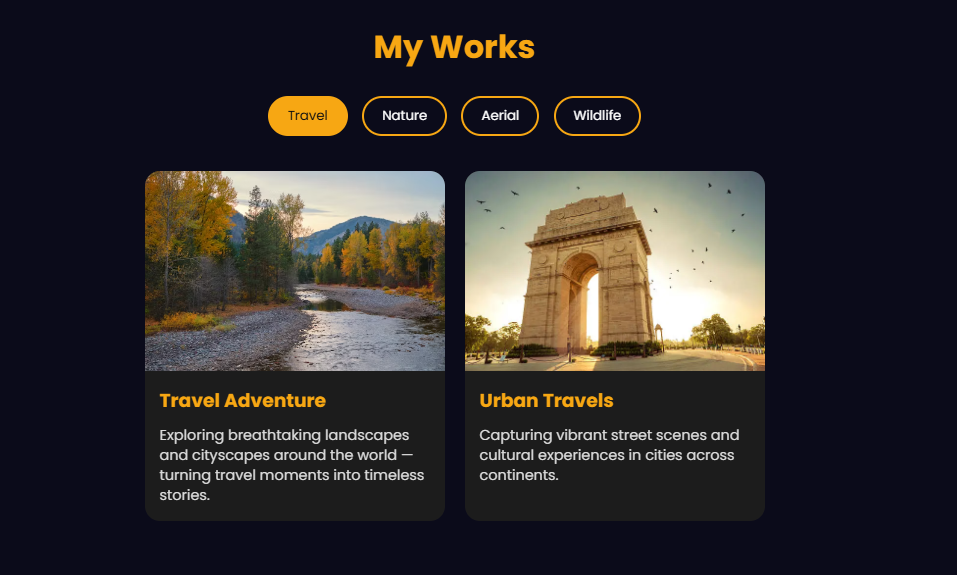 My Works
Travel
Nature
Aerial
Wildlife
Travel Adventure
Exploring breathtaking landscapes
and cityscapes around the world —
turning travel moments into timeless
stories.
Urban Travels
Capturing vibrant street scenes and
cultural experiences in cities across
continents.